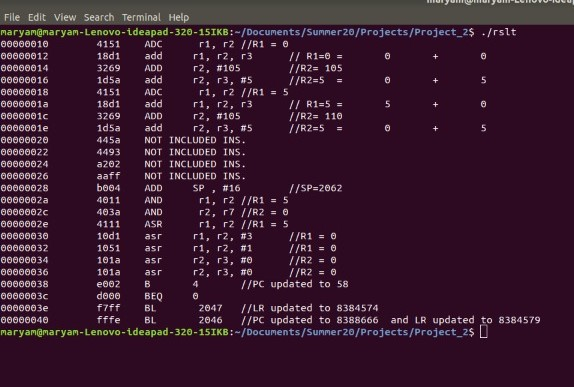 maryam@maryam-Lenovo-ideap
File Edit View Search Terminal Help
maryam@maryam-Lenovo-ideapad-320-15IKB:~/Documents/Summer20/Projects/Project_2$ ./rslt
00000010 4151 ADC r1, r2 //R1 = 0
00000012 18d1 add r1, r2, r3 // R1=0 = 0 + 0
00000014 3269 ADD r2, #105 //R2= 105
00000016 1d5a add r2, r3, #5 //R2=5 = 0 + 5
00000018 4151 ADC r1, r2 //R1 = 5
0000001a 18d1 add r1, r2, r3 // R1=5 = 5 + 0
0000001c 3269 ADD r2, #105 //R2= 110
0000001e 1d5a add r2, r3, #5 //R2=5 = 0 + 5
00000020 445a NOT INCLUDED INS.
00000022 4493 NOT INCLUDED INS.
00000024 a202 NOT INCLUDED INS.
00000026 aaff NOT INCLUDED INS.
00000028 b004 ADD SP , #16 //SP=2062
0000002a 4011 AND r1, r2 //R1 = 5
0000002c 403a AND r2, r7 //R2 = 0
0000002e 4111 ASR r1, r2 //R1 = 5
00000030 10d1 asr r1, r2, #3 //R1 = 0
00000032 1051 asr r1, r2, #1 //R1 = 0
00000034 101a asr r2, r3, #0 //R2 = 0
00000036 101a asr r2, r3, #0 //R2 = 0
00000038 e002 B 4 //PC updated to 58
0000003c d000 BEQ 0
0000003e f7ff BL 2047 //LR updated to 8384574
00000040 fffe BL 2046 //PC updated to 8388666 and LR updated to 8384579
maryam@maryam-Lenovo-ideapad-320-15IKB:~/Documents/Summer20/Projects/Project_2$